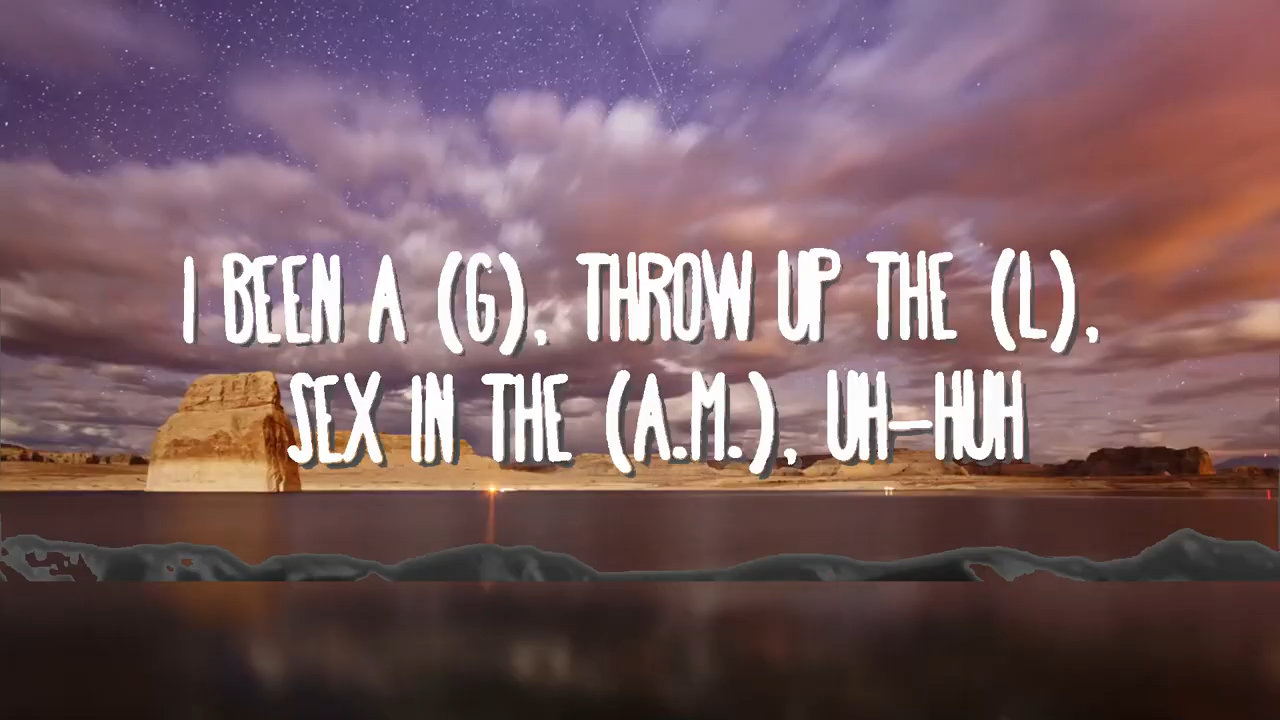 I BEEN A (G), THROW UP THE (L),
SEX IN THE (A.M.), UH-HUH